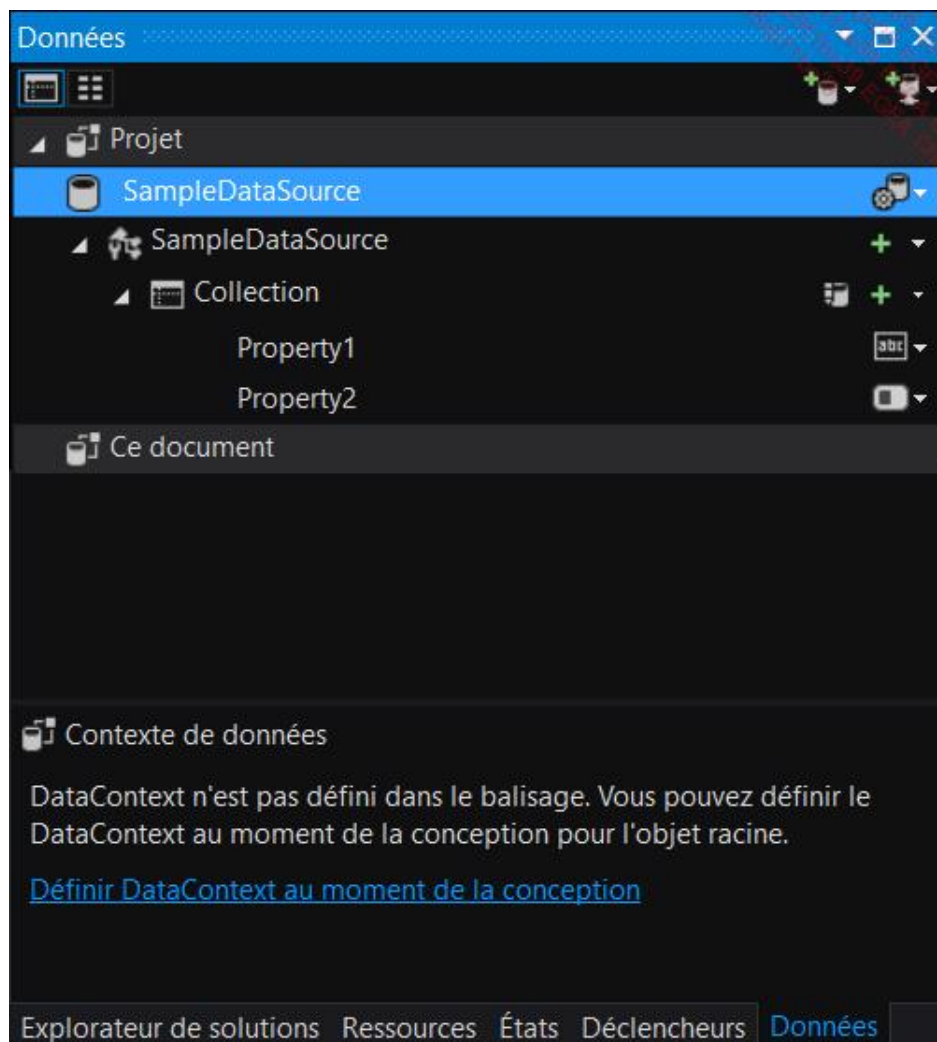 Données
Projet
SampleDataSource
SampleDataSource
Collection
Property1
abc
Property2
Ce document
Contexte de données
DataContext n'est pas défini dans le balisage. Vous pouvez définir le
DataContext au moment de la conception pour l'objet racine.
Définir DataContext au moment de la conception
Explorateur de solutions Ressources États Déclencheurs Données